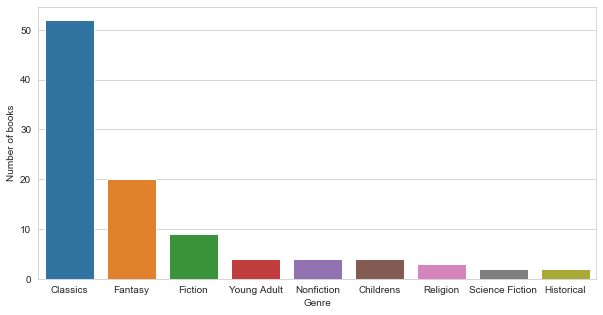 Number of books
50
40
30
20
10
0
Classics Fantasy Fiction Young Adult Nonfiction Childrens Religion Science Fiction Historical
Genre